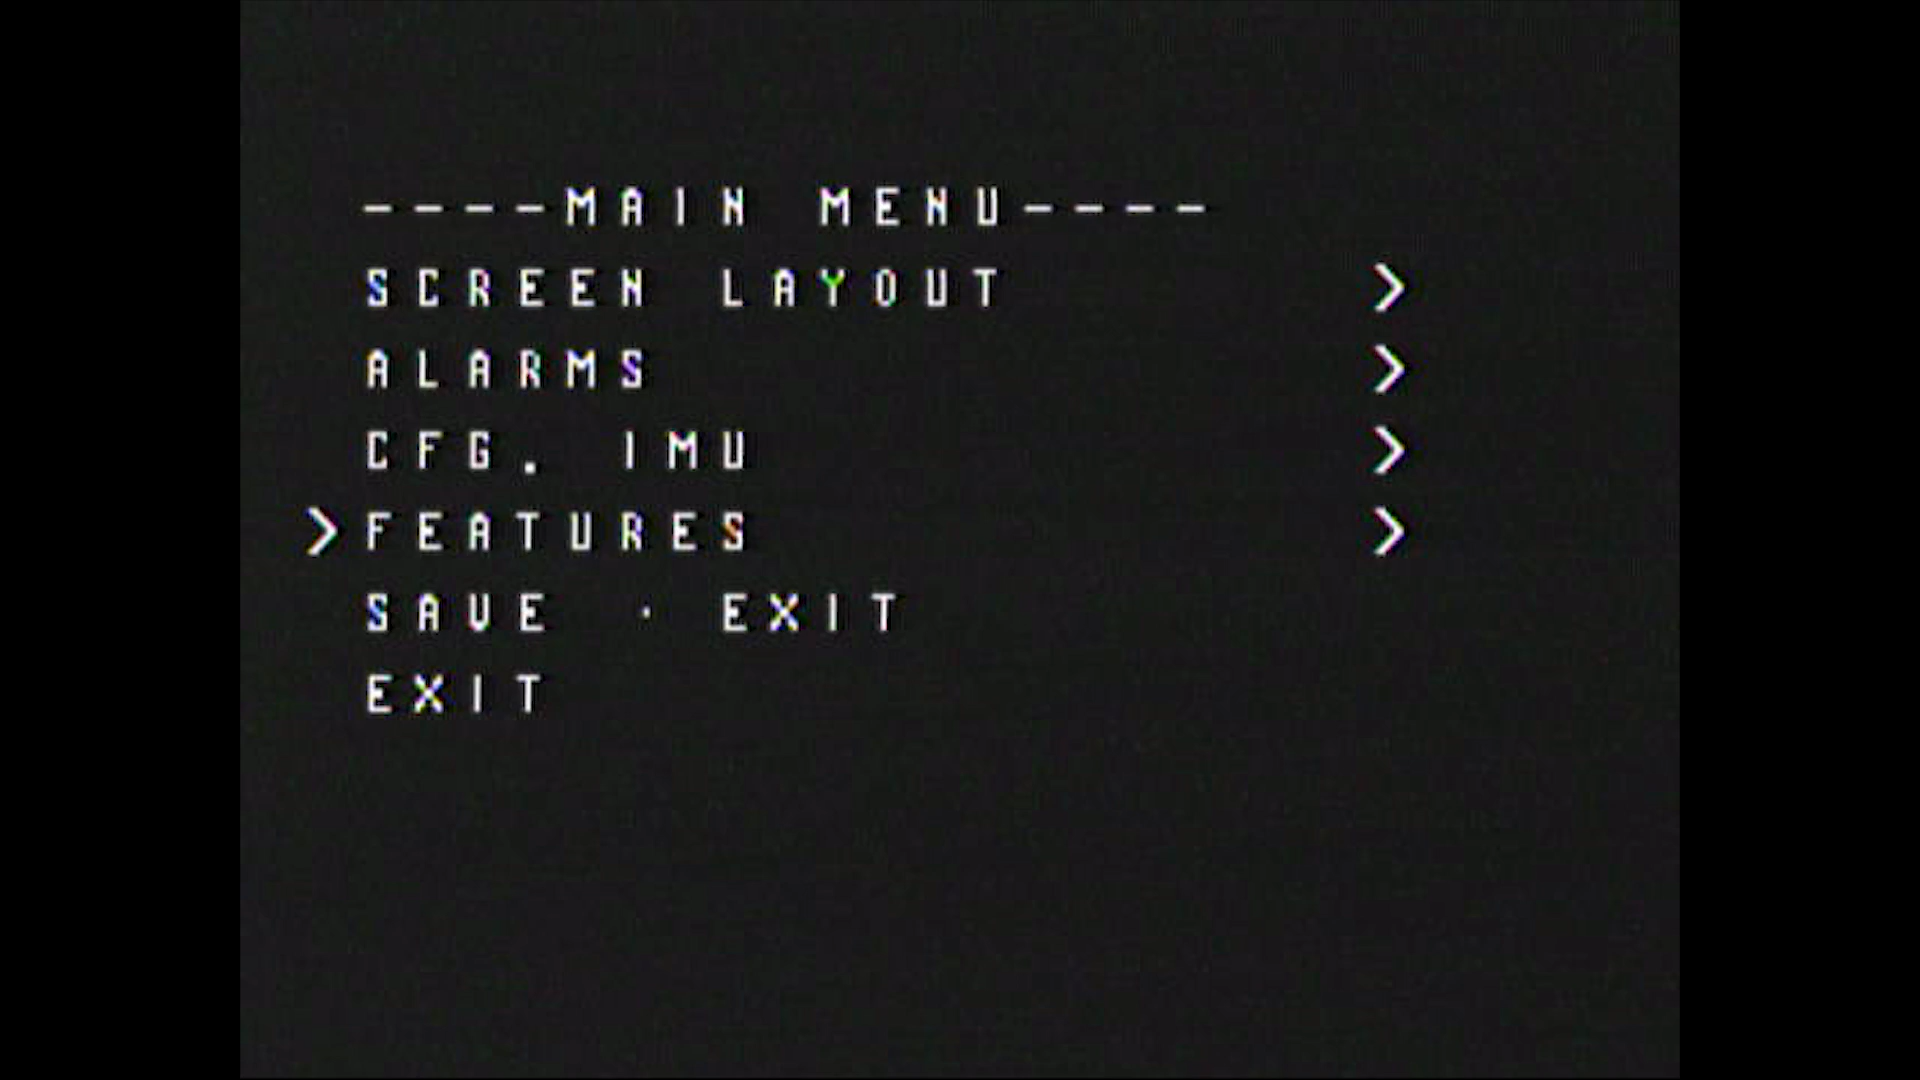 ----MAIN MENU----
SCREEN LAYOUT >
ALARMS >
CFG. IMU >
>FEATURES >
SAVE · EXIT
EXIT